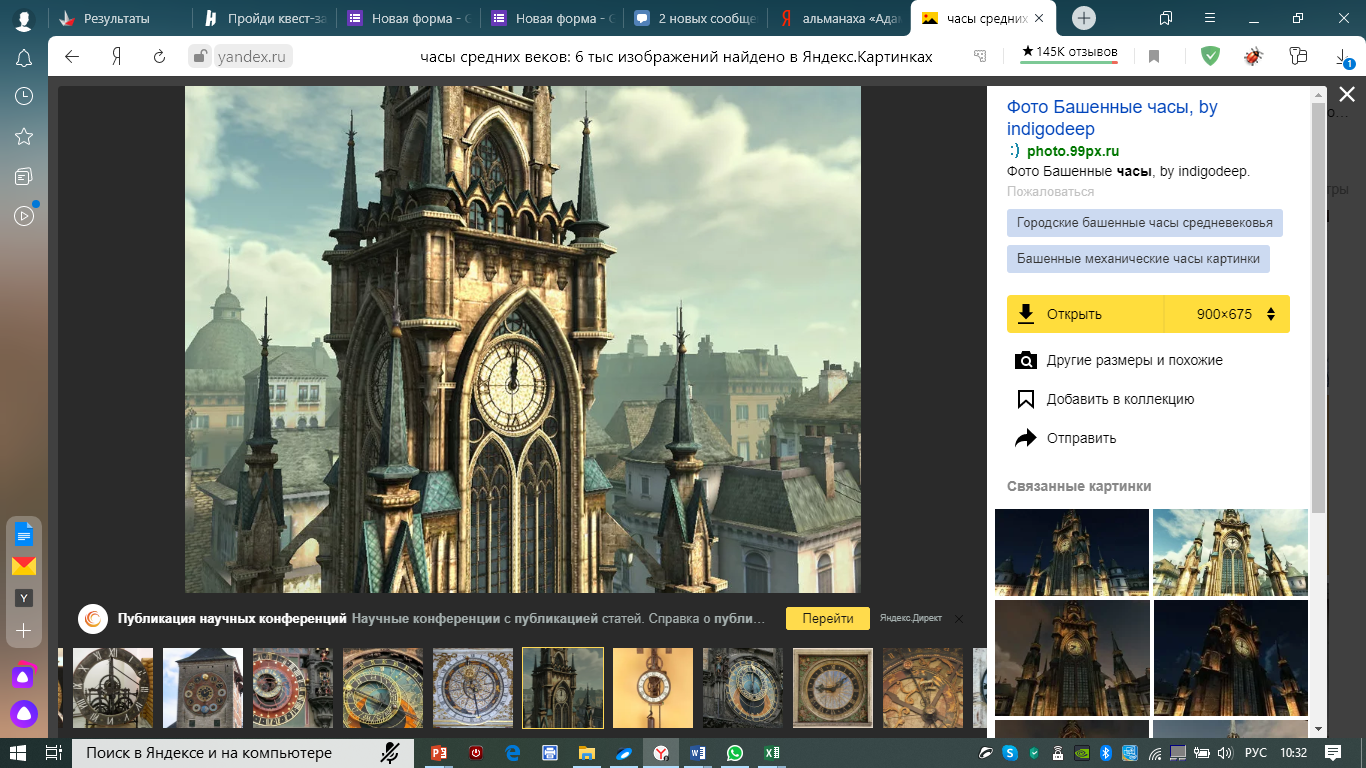 Результаты
Пройди квест-за
Новая форма - G
Новая форма - G
2 новых сообще
альманаха «Ада
часы средних
yandex.ru
часы средних веков: 6 тыс изображений найдено в Яндекс.Картинках
★ 145K отзывов
1
Фото Башенные часы, by
indigodeep
:) photo.99px.ru
Фото Башенные часы, by indigodeep.
Пожаловаться
Городские башенные часы средневековья
Башенные механические часы картинки
Открыть
900×675
Другие размеры и похожие
Добавить в коллекцию
Отправить
Связанные картинки
Публикация научных конференций Научные конференции с публикацией статей. Справка о публи...
Перейти
Яндекс.Директ
Y
Поиск в Яндексе и на компьютере
РУС
10:32